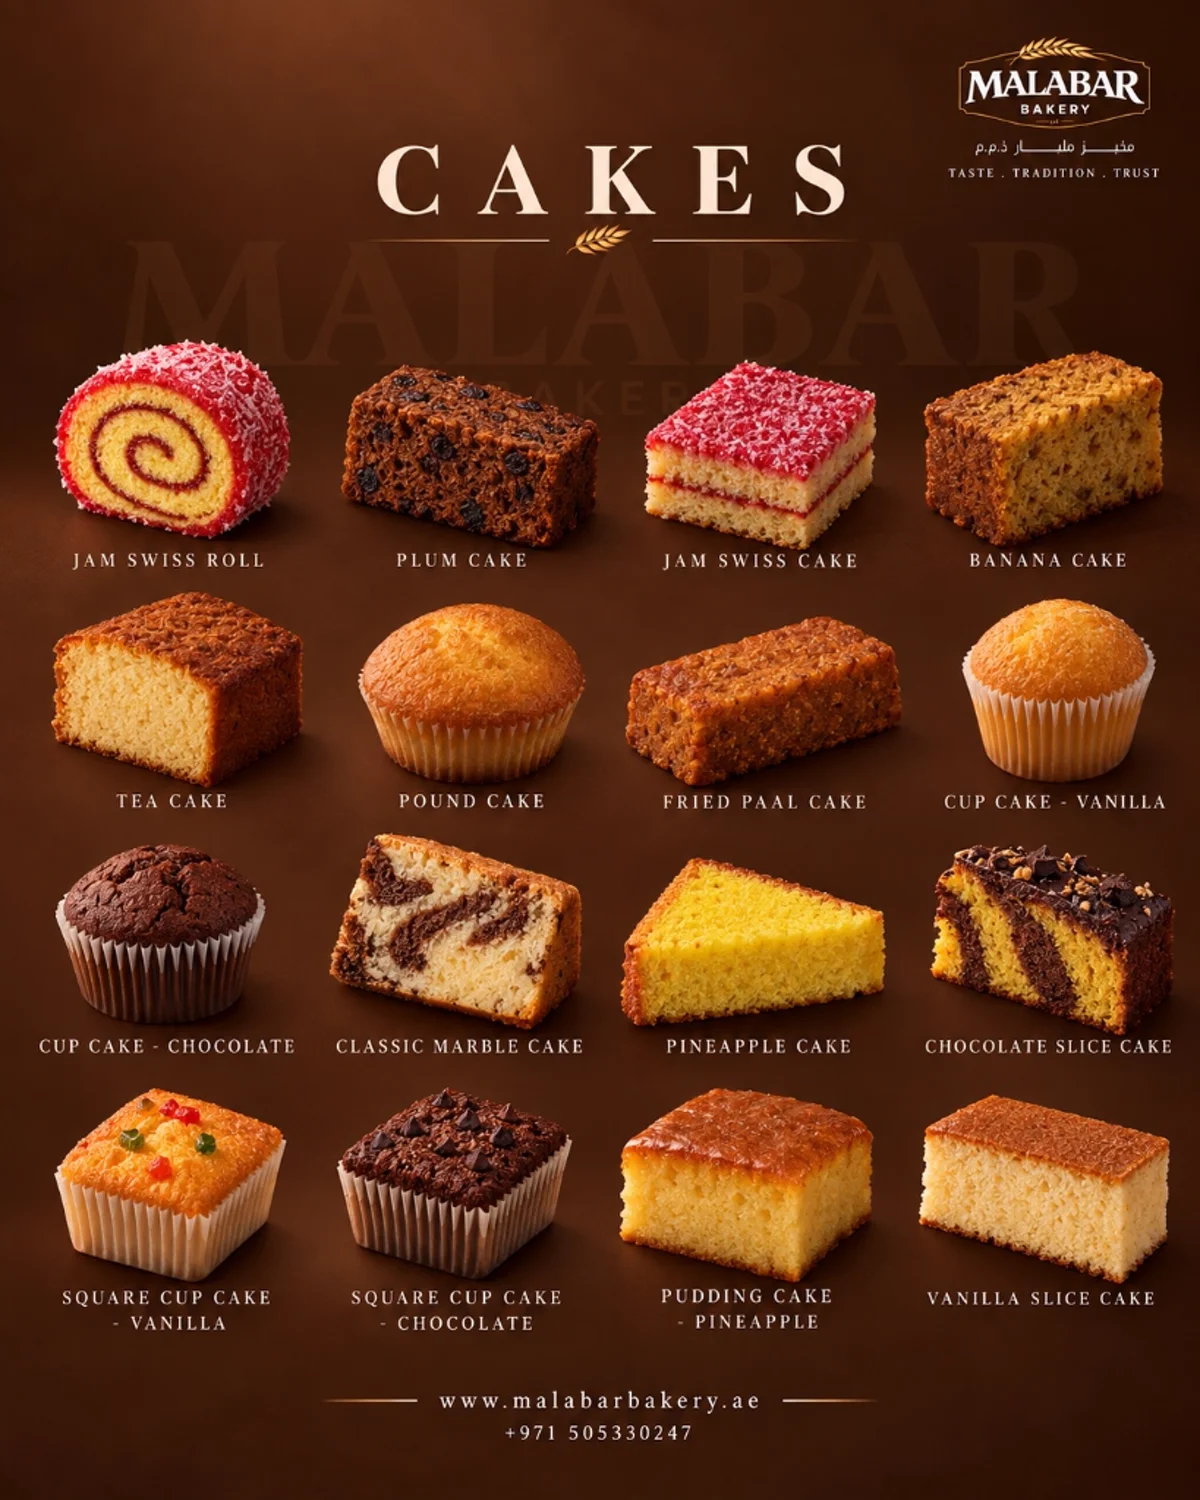 MALABAR
BAKERY
مخبز مليبار ذ.م.م
TASTE . TRADITION . TRUST
CAKES
MALABAR
BAKERY
JAM SWISS ROLL
PLUM CAKE
JAM SWISS CAKE
BANANA CAKE
TEA CAKE
POUND CAKE
FRIED PAAL CAKE
CUP CAKE - VANILLA
CUP CAKE - CHOCOLATE
CLASSIC MARBLE CAKE
PINEAPPLE CAKE
CHOCOLATE SLICE CAKE
SQUARE CUP CAKE
- VANILLA
SQUARE CUP CAKE
- CHOCOLATE
PUDDING CAKE
- PINEAPPLE
VANILLA SLICE CAKE
www.malabarbakery.ae
+971 505330247